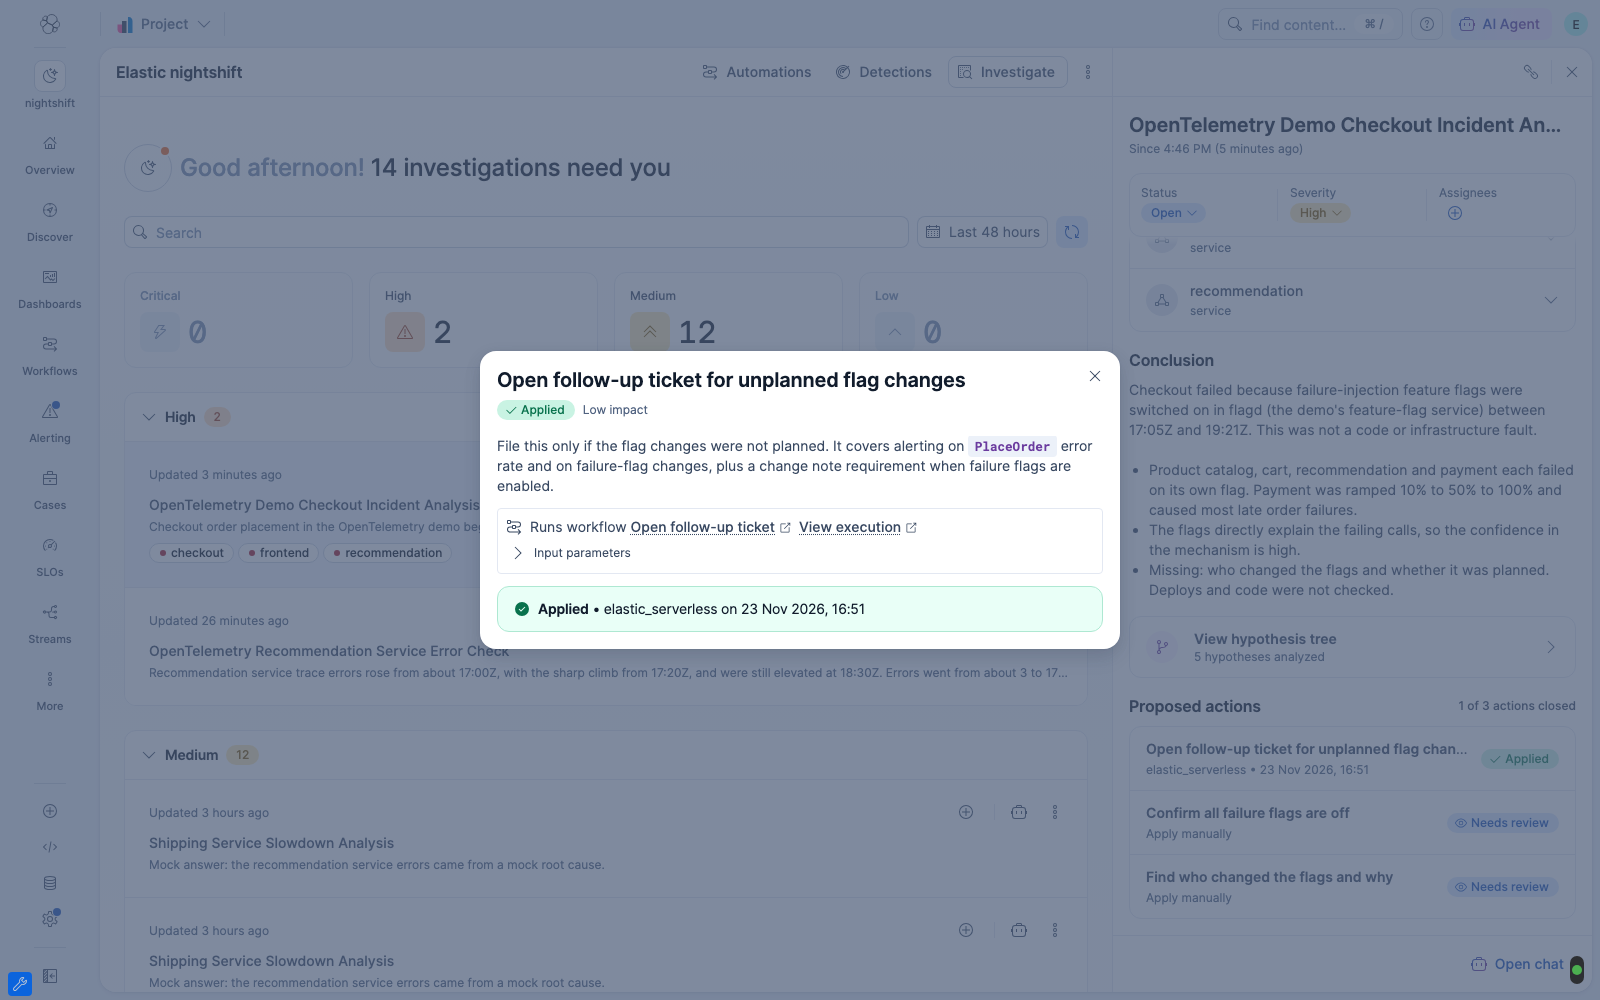 Project
Find content...
⌘ /
AI Agent
E
nightshift
Overview
Discover
Dashboards
Workflows
Alerting
Cases
SLOs
Streams
More
Elastic nightshift
Automations
Detections
Investigate
Good afternoon! 14 investigations need you
Search
Last 48 hours
Critical
0
High
2
Medium
12
Low
0
High 2
Updated 3 minutes ago
OpenTelemetry Demo Checkout Incident Analysis
Checkout order placement in the OpenTelemetry demo beg
checkout
frontend
recommendation
Updated 26 minutes ago
OpenTelemetry Recommendation Service Error Check
Recommendation service trace errors rose from about 17:00Z, with the sharp climb from 17:20Z, and were still elevated at 18:30Z. Errors went from about 3 to 17...
Medium 12
Updated 3 hours ago
Shipping Service Slowdown Analysis
Mock answer: the recommendation service errors came from a mock root cause.
Updated 3 hours ago
Shipping Service Slowdown Analysis
Mock answer: the recommendation service errors came from a mock root cause.
Open follow-up ticket for unplanned flag changes
Applied
Low impact
File this only if the flag changes were not planned. It covers alerting on PlaceOrder error
rate and on failure-flag changes, plus a change note requirement when failure flags are
enabled.
Runs workflow Open follow-up ticket View execution
Input parameters
Applied • elastic_serverless on 23 Nov 2026, 16:51
OpenTelemetry Demo Checkout Incident An...
Since 4:46 PM (5 minutes ago)
Status
Open
Severity
High
Assignees
service
recommendation
service
Conclusion
Checkout failed because failure-injection feature flags were
switched on in flagd (the demo's feature-flag service) between
17:05Z and 19:21Z. This was not a code or infrastructure fault.
• Product catalog, cart, recommendation and payment each failed
on its own flag. Payment was ramped 10% to 50% to 100% and
caused most late order failures.
• The flags directly explain the failing calls, so the confidence in
the mechanism is high.
• Missing: who changed the flags and whether it was planned.
Deploys and code were not checked.
View hypothesis tree
5 hypotheses analyzed
Proposed actions
1 of 3 actions closed
Open follow-up ticket for unplanned flag chan...
elastic_serverless • 23 Nov 2026, 16:51
Applied
Confirm all failure flags are off
Apply manually
Needs review
Find who changed the flags and why
Apply manually
Needs review
Open chat